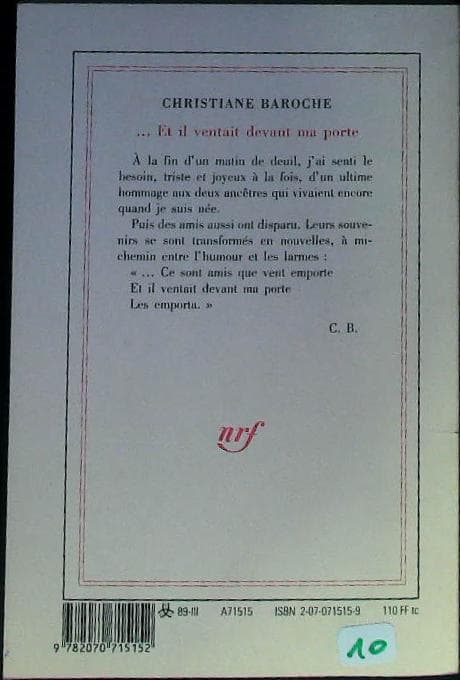 CHRISTIANE BAROCHE
... Et il ventait devant ma porte
À la fin d'un matin de deuil, j'ai senti le
besoin, triste et joyeux à la fois, d'un ultime
hommage aux deux ancêtres qui vivaient encore
quand je suis née.
Puis des amis aussi ont disparu. Leurs souve-
nirs se sont transformés en nouvelles, à mi-
chemin entre l'humour et les larmes :
« ... Ce sont amis que vent emporte
Et il ventait devant ma porte
Les emporta. »
C. B.
nrf
89-III A71515 ISBN 2-07-071515-9 110 FF tc
9 782070 715152
10